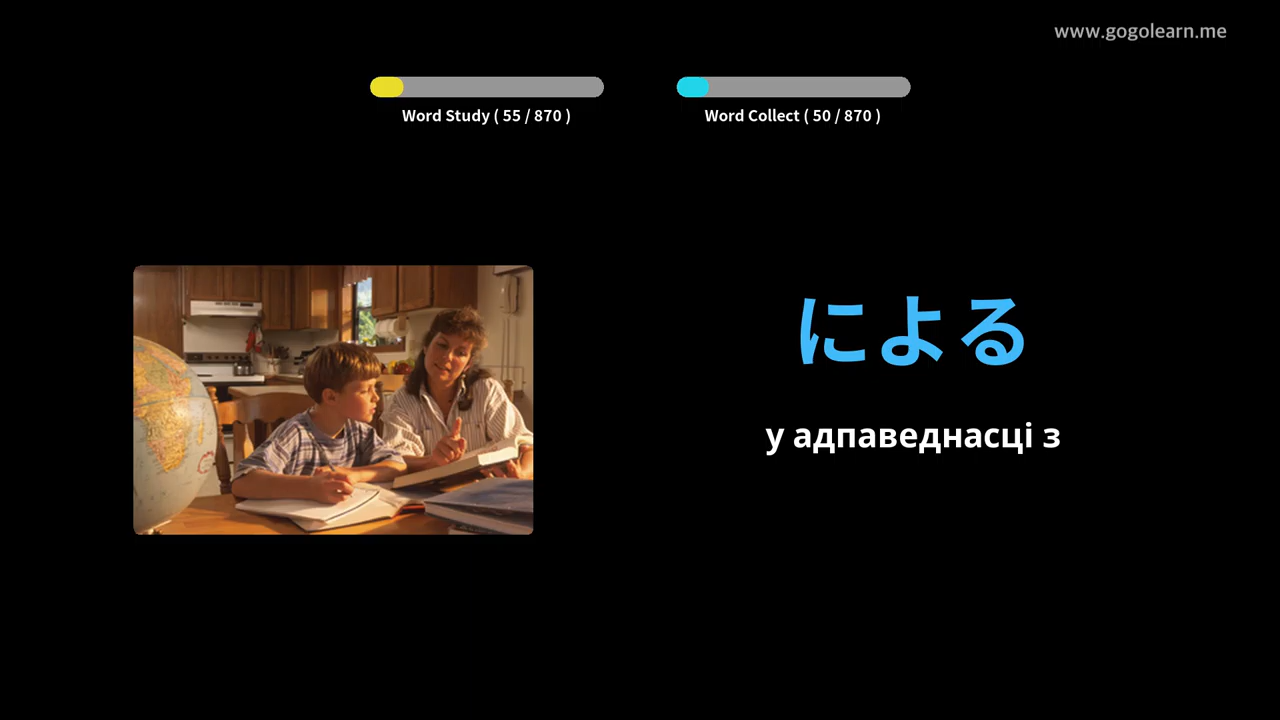 www.gogolearn.me
Word Study ( 55 / 870 )
Word Collect ( 50 / 870 )
による
у адпаведнасці з